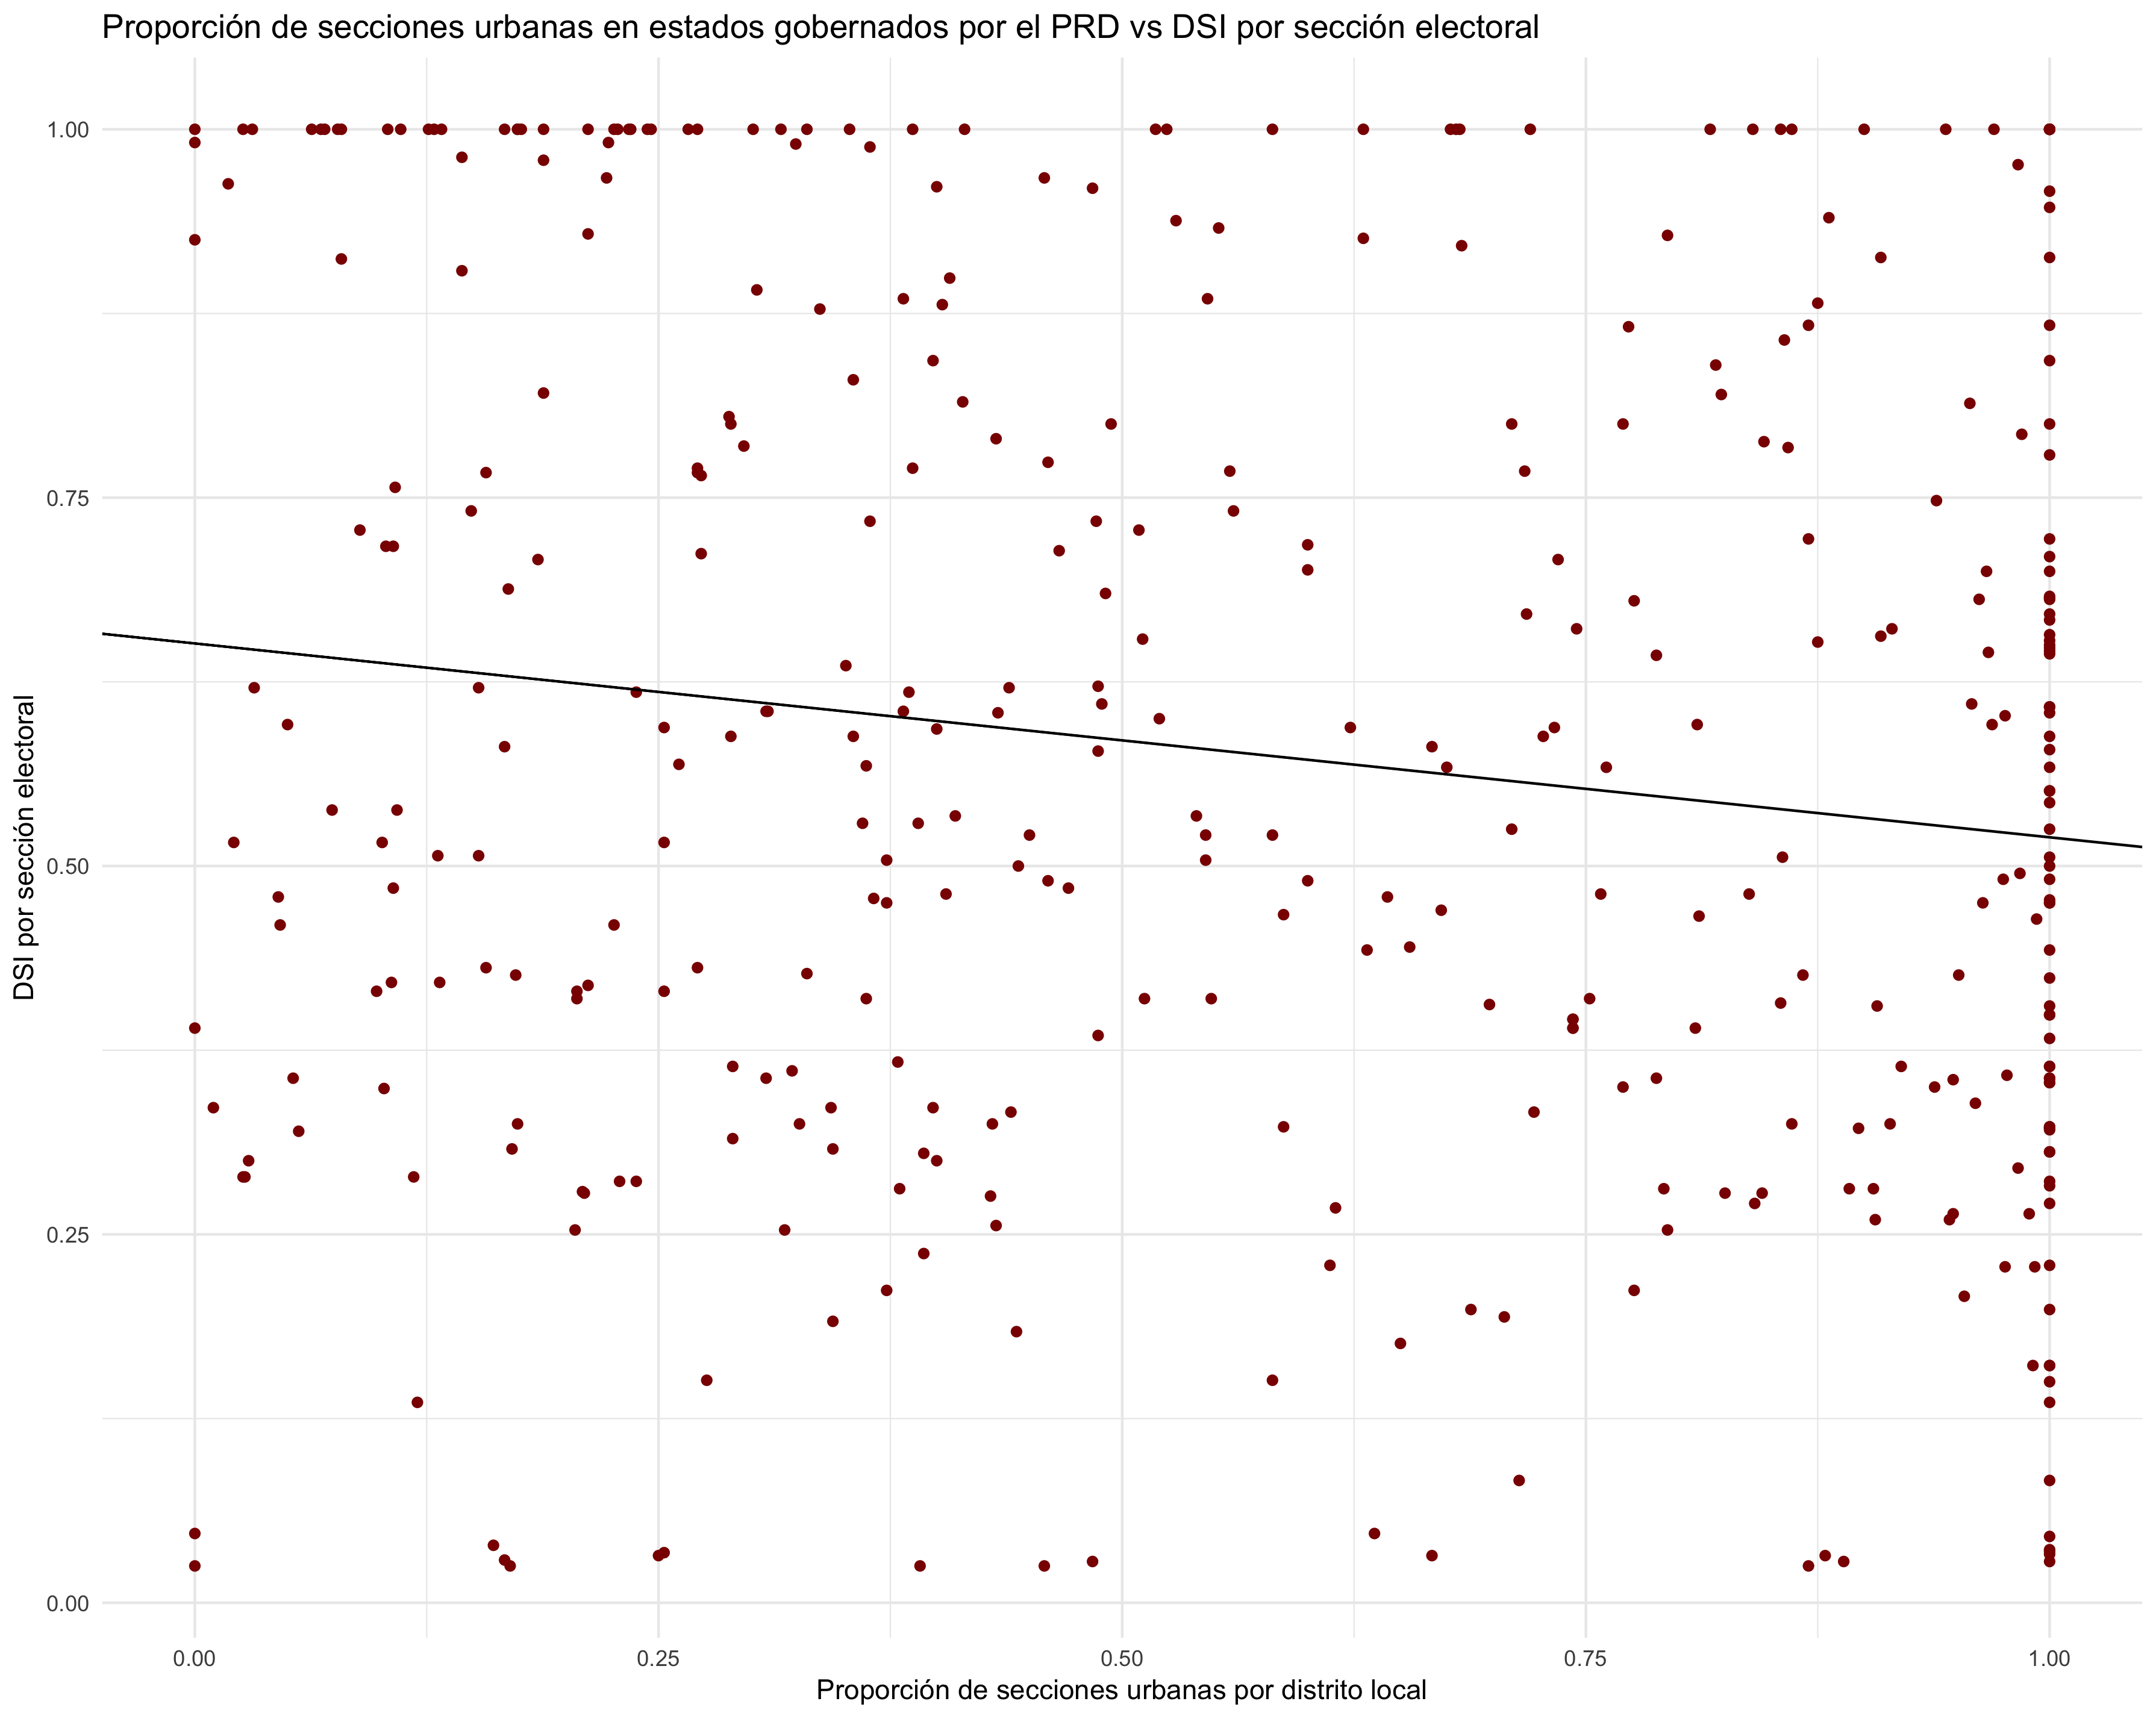 Proporción de secciones urbanas en estados gobernados por el PRD vs DSI por sección electoral
DSI por sección electoral
1.00
0.75
0.50
0.25
0.00
0.00 0.25 0.50 0.75 1.00
Proporción de secciones urbanas por distrito local